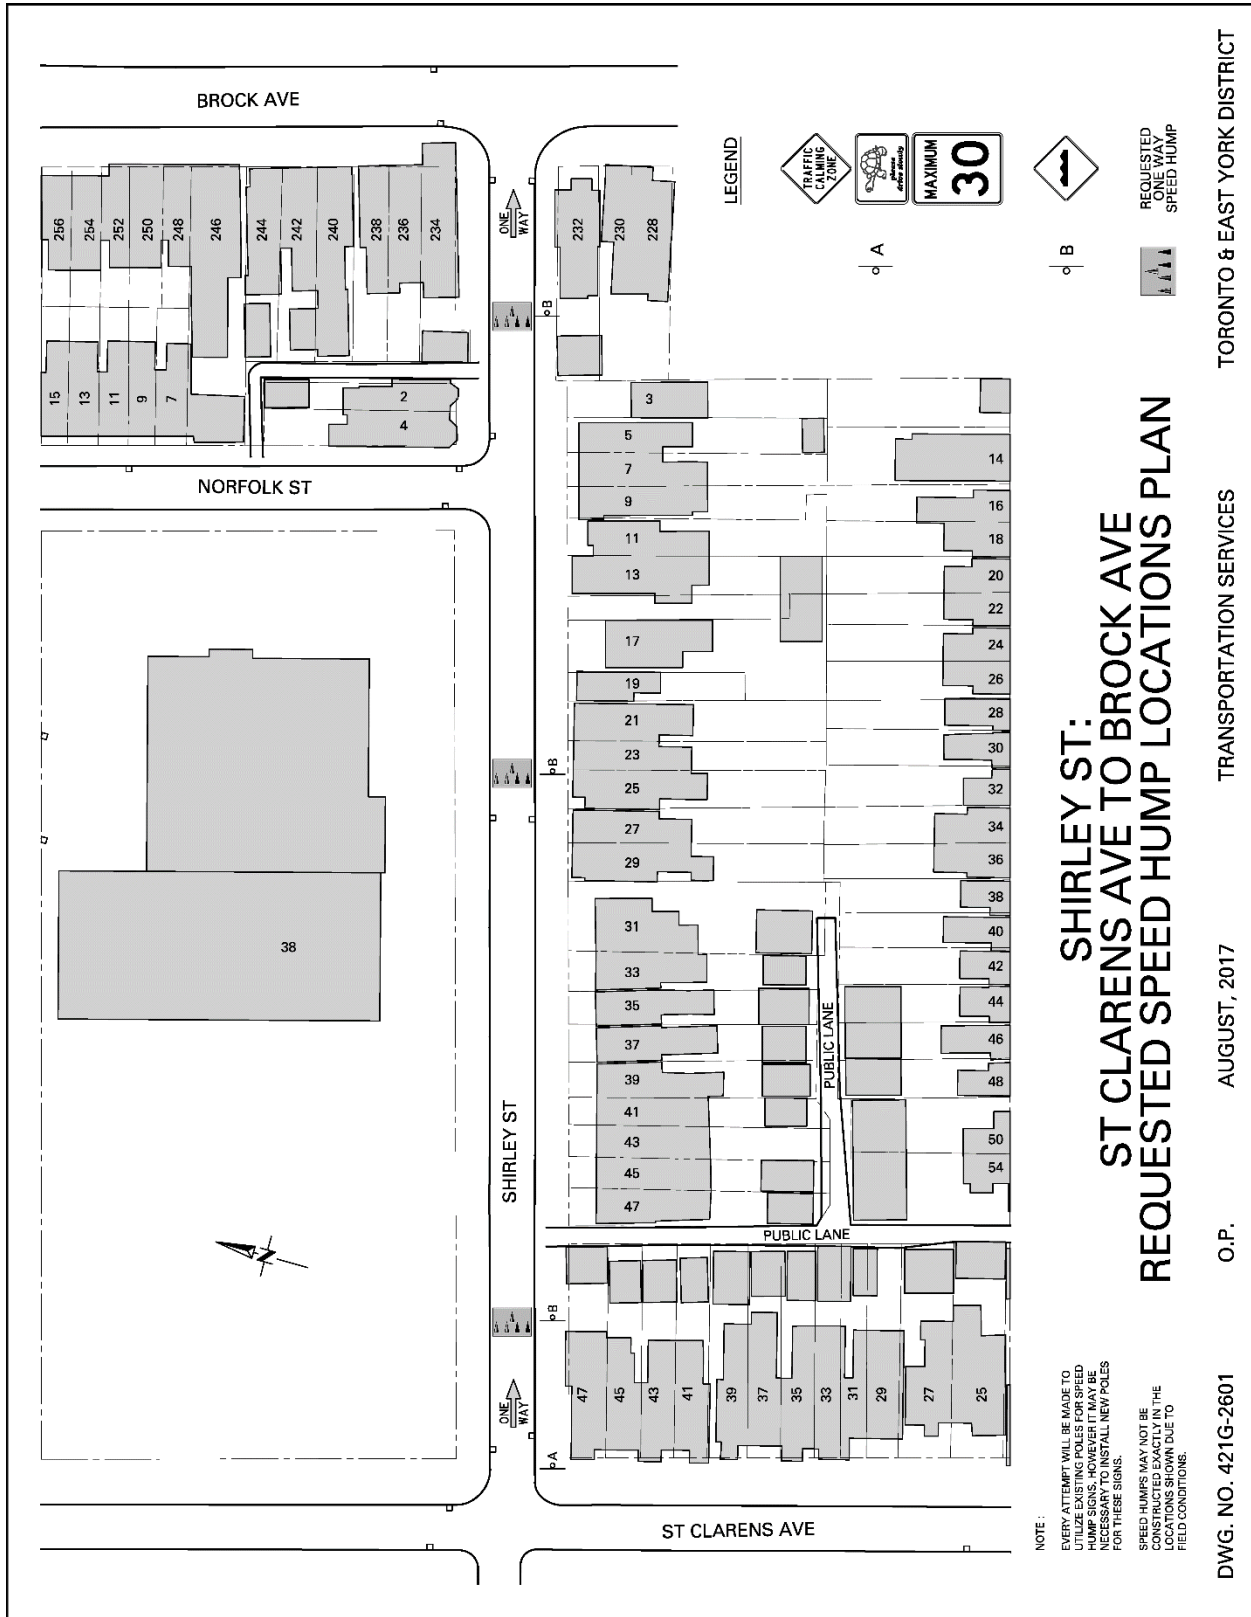 BROCK AVE
256
254
252
250
248
246
244
242
240
238
236
234
ONE
WAY
232
230
228
B
15
13
11
9
7
2
4
NORFOLK ST
3
5
7
9
11
13
17
19
21
23
25
27
29
31
33
35
37
39
41
43
45
47
B
38
SHIRLEY ST
14
16
18
20
22
24
26
28
30
32
34
36
38
40
42
44
46
48
50
54
PUBLIC LANE
PUBLIC LANE
N
B
ONE
WAY
A
47
45
43
41
39
37
35
33
31
29
27
25
ST CLARENS AVE
LEGEND
TRAFFIC
CALMING
ZONE
please
drive slowly
MAXIMUM
30
A
B
REQUESTED
ONE WAY
SPEED HUMP
SHIRLEY ST:
ST CLARENS AVE TO BROCK AVE
REQUESTED SPEED HUMP LOCATIONS PLAN
NOTE :
EVERY ATTEMPT WILL BE MADE TO
UTILIZE EXISTING POLES FOR SPEED
HUMP SIGNS, HOWEVER IT MAY BE
NECESSARY TO INSTALL NEW POLES
FOR THESE SIGNS.
SPEED HUMPS MAY NOT BE
CONSTRUCTED EXACTLY IN THE
LOCATIONS SHOWN DUE TO
FIELD CONDITIONS.
DWG. NO. 421G-2601
O.P.
AUGUST, 2017
TRANSPORTATION SERVICES
TORONTO & EAST YORK DISTRICT